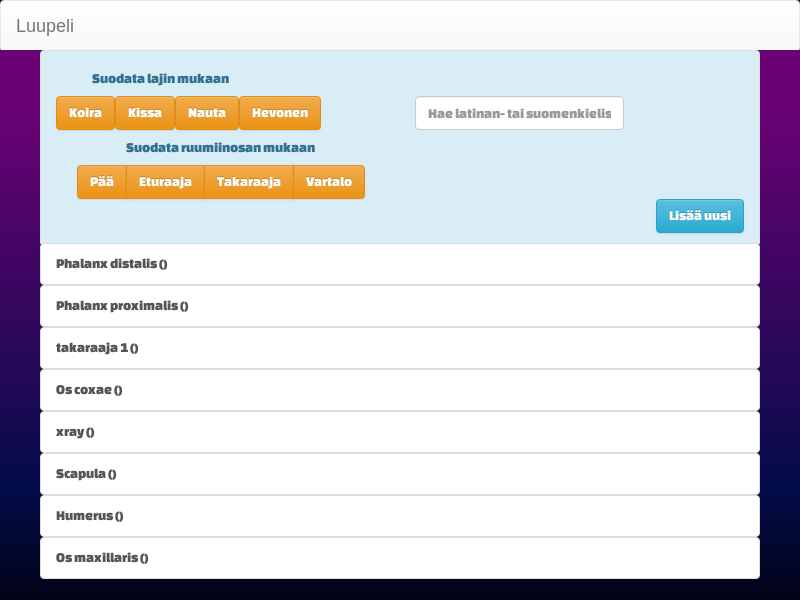 Luupeli
Suodata lajin mukaan
Koira Kissa Nauta Hevonen
Hae latinan- tai suomenkielis
Suodata ruumiinosan mukaan
Pää Eturaaja Takaraaja Vartalo
Lisää uusi
Phalanx distalis ()
Phalanx proximalis ()
takaraaja 1 ()
Os coxae ()
xray ()
Scapula ()
Humerus ()
Os maxillaris ()